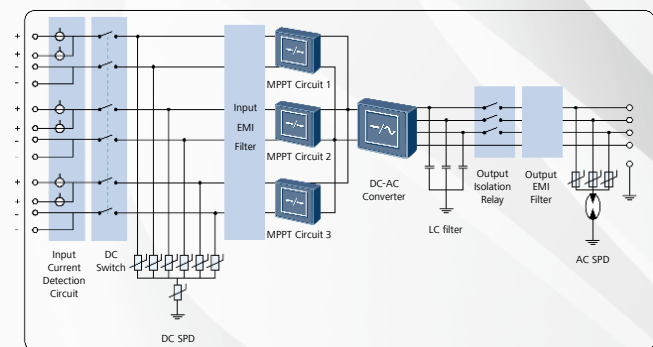 +
+
-
-
+
+
-
-
+
+
-
-
Input
Current
Detection
Circuit
DC
Switch
DC SPD
Input
EMI
Filter
MPPT Circuit 1
MPPT Circuit 2
MPPT Circuit 3
DC-AC
Converter
LC filter
Output
Isolation
Relay
Output
EMI
Filter
AC SPD